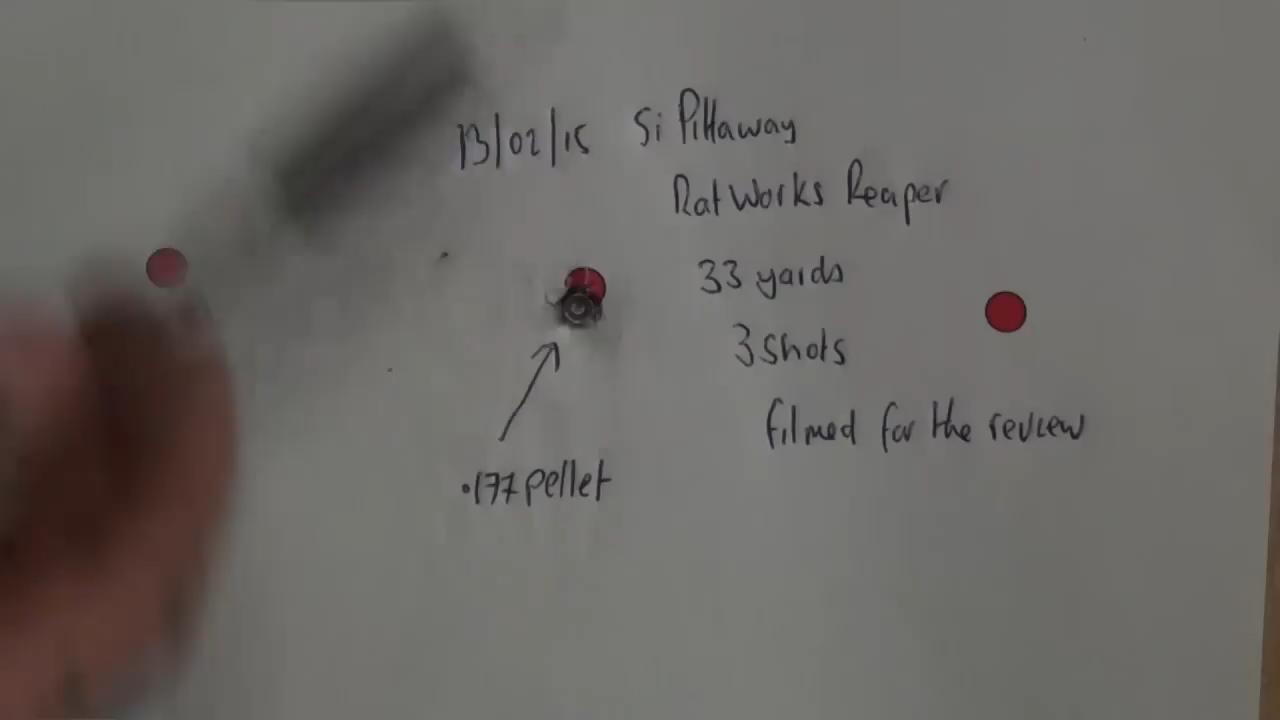 13/02/15 Si Pittaway
RatWorks Reaper
33 yards
3 shots
filmed for the review
.177 pellet